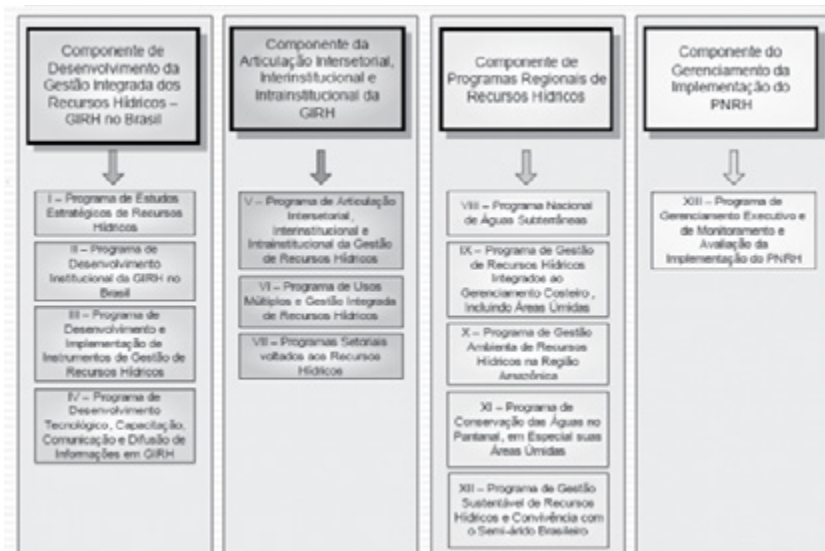 Componente de
Desenvolvimento da
Gestão Integrada dos
Recursos Hídricos –
GIRH no Brasil
I – Programa de Estudos
Estratégicos de Recursos
Hídricos
II – Programa de
Desenvolvimento
Institucional da GIRH no
Brasil
III – Programa de
Desenvolvimento e
Implementação de
Instrumentos de Gestão de
Recursos Hídricos
IV – Programa de
Desenvolvimento
Tecnológico, Capacitação,
Comunicação e Difusão de
Informações em GIRH
Componente da
Articulação Intersetorial,
Interinstitucional e
Intrainstitucional da
GIRH
V – Programa de Articulação
Intersetorial,
Interinstitucional e
Intrainstitucional da Gestão
de Recursos Hídricos
VI – Programa de Usos
Múltiplos e Gestão Integrada
de Recursos Hídricos
VII – Programas Setoriais
voltados aos Recursos
Hídricos
Componente de
Programas Regionais de
Recursos Hídricos
VIII – Programa Nacional
de Águas Subterrâneas
IX – Programa de Gestão
de Recursos Hídricos
Integrados ao
Gerenciamento Costeiro,
Incluindo Áreas Úmidas
X – Programa de Gestão
Ambienta de Recursos
Hídricos na Região
Amazônica
XI – Programa de
Conservação das Águas no
Pantanal, em Especial suas
Áreas Úmidas
XII – Programa de Gestão
Sustentável de Recursos
Hídricos e Convivência com
o Semi-árido Brasileiro
Componente do
Gerenciamento da
Implementação do
PNRH
XIII – Programa de
Gerenciamento Executivo e
de Monitoramento e
Avaliação da
Implementação do PNRH